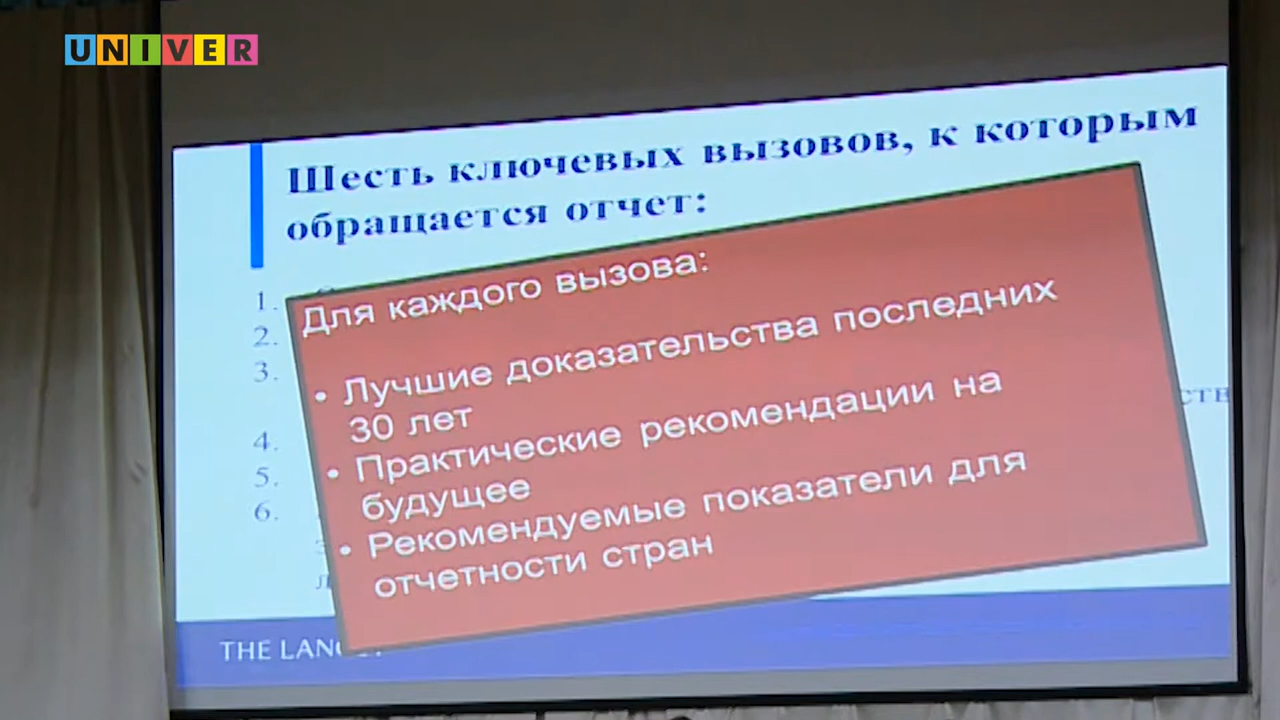 UNIVER
Шесть ключевых вызовов, к которым
обращается отчет:
1.
2.
3.
4.
5.
6.
Для каждого вызова:
• Лучшие доказательства последних
30 лет
• Практические рекомендации на
будущее
• Рекомендуемые показатели для
отчетности стран
THE